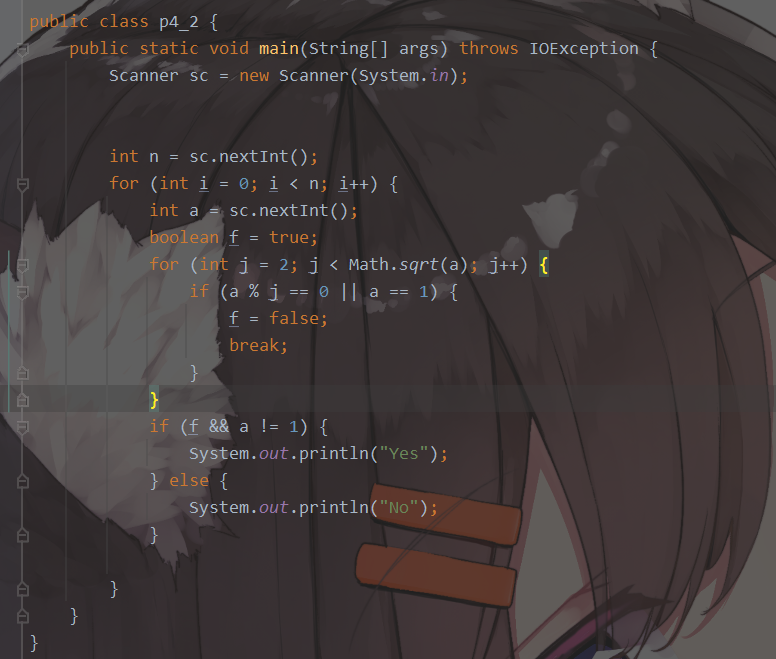 public class p4_2 {
public static void main(String[] args) throws IOException {
Scanner sc = new Scanner(System.in);
int n = sc.nextInt();
for (int i = 0; i < n; i++) {
int a = sc.nextInt();
boolean f = true;
for (int j = 2; j < Math.sqrt(a); j++) {
if (a % j == 0 || a == 1) {
f = false;
break;
}
}
if (f && a != 1) {
System.out.println("Yes");
} else {
System.out.println("No");
}
}
}
}